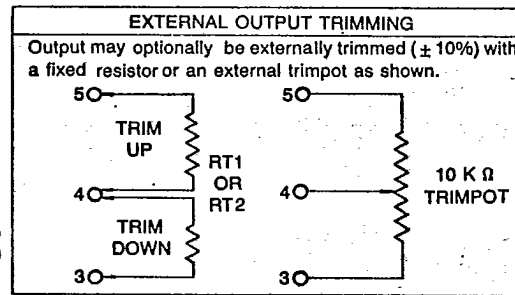 EXTERNAL OUTPUT TRIMMING
Output may optionally be externally trimmed (± 10%) with
a fixed resistor or an external trimpot as shown.
5
TRIM
UP
RT1
OR
RT2
4
TRIM
DOWN
3
5
4
10 K Ω
TRIMPOT
3